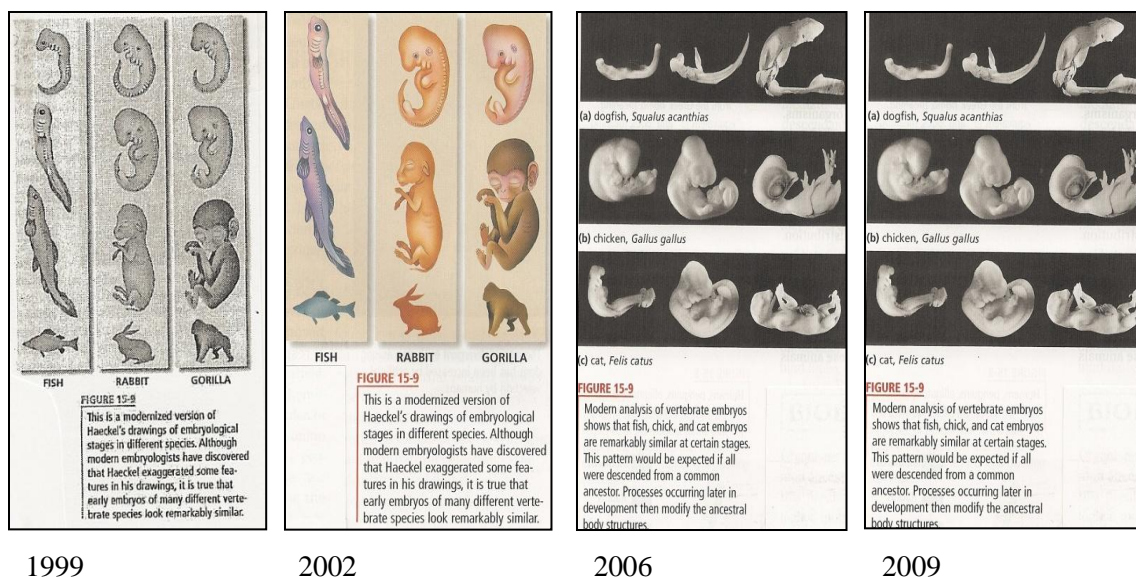 FISH RABBIT GORILLA
FIGURE 15-9
This is a modernized version of
Haeckel's drawings of embryological
stages in different species. Although
modern embryologists have discovered
that Haeckel exaggerated some fea-
tures in his drawings, it is true that
early embryos of many different verte-
brate species look remarkably similar.
1999
FISH RABBIT GORILLA
FIGURE 15-9
This is a modernized version of
Haeckel's drawings of embryological
stages in different species. Although
modern embryologists have discovered
that Haeckel exaggerated some fea-
tures in his drawings, it is true that
early embryos of many different verte-
brate species look remarkably similar.
2002
(a) dogfish, Squalus acanthias
(b) chicken, Gallus gallus
(c) cat, Felis catus
FIGURE 15-9
Modern analysis of vertebrate embryos
shows that fish, chick, and cat embryos
are remarkably similar at certain stages.
This pattern would be expected if all
were descended from a common
ancestor. Processes occurring later in
development then modify the ancestral
body structures.
2006
(a) dogfish, Squalus acanthias
(b) chicken, Gallus gallus
(c) cat, Felis catus
FIGURE 15-9
Modern analysis of vertebrate embryos
shows that fish, chick, and cat embryos
are remarkably similar at certain stages.
This pattern would be expected if all
were descended from a common
ancestor. Processes occurring later in
development then modify the ancestral
body structures.
2009